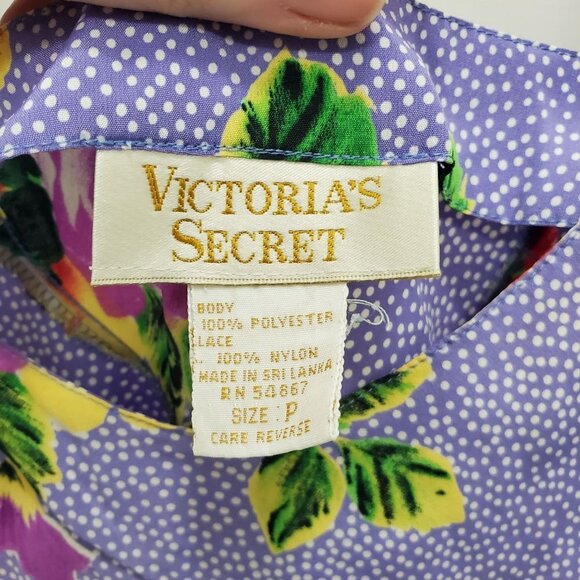 VICTORIA'S
SECRET
BODY
100% POLYESTER
LACE
100% NYLON
MADE IN SRI LANKA
RN 54867
SIZE: P
CARE REVERSE